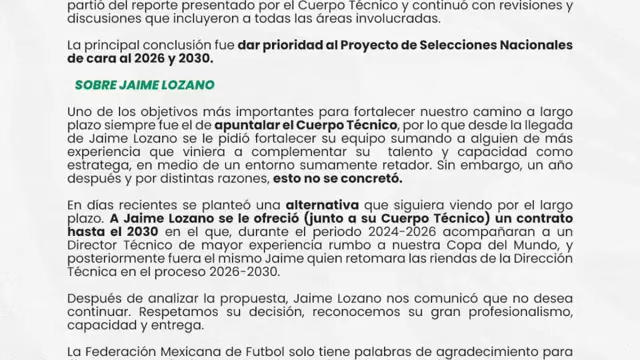 partió del reporte presentado por el Cuerpo Técnico y continuó con revisiones y
discusiones que incluyeron a todas las áreas involucradas.
La principal conclusión fue dar prioridad al Proyecto de Selecciones Nacionales
de cara al 2026 y 2030.
SOBRE JAIME LOZANO
Uno de los objetivos más importantes para fortalecer nuestro camino a largo
plazo siempre fue el de apuntalar el Cuerpo Técnico, por lo que desde la llegada
de Jaime Lozano se le pidió fortalecer su equipo sumando a alguien de más
experiencia que viniera a complementar su talento y capacidad como
estratega, en medio de un entorno sumamente retador. Sin embargo, un año
después y por distintas razones, esto no se concretó.
En días recientes se planteó una alternativa que siguiera viendo por el largo
plazo. A Jaime Lozano se le ofreció (junto a su Cuerpo Técnico) un contrato
hasta el 2030 en el que, durante el periodo 2024-2026 acompañaran a un
Director Técnico de mayor experiencia rumbo a nuestra Copa del Mundo, y
posteriormente fuera el mismo Jaime quien retomara las riendas de la Dirección
Técnica en el proceso 2026-2030.
Después de analizar la propuesta, Jaime Lozano nos comunicó que no desea
continuar. Respetamos su decisión, reconocemos su gran profesionalismo,
capacidad y entrega.
La Federación Mexicana de Futbol solo tiene palabras de agradecimiento para